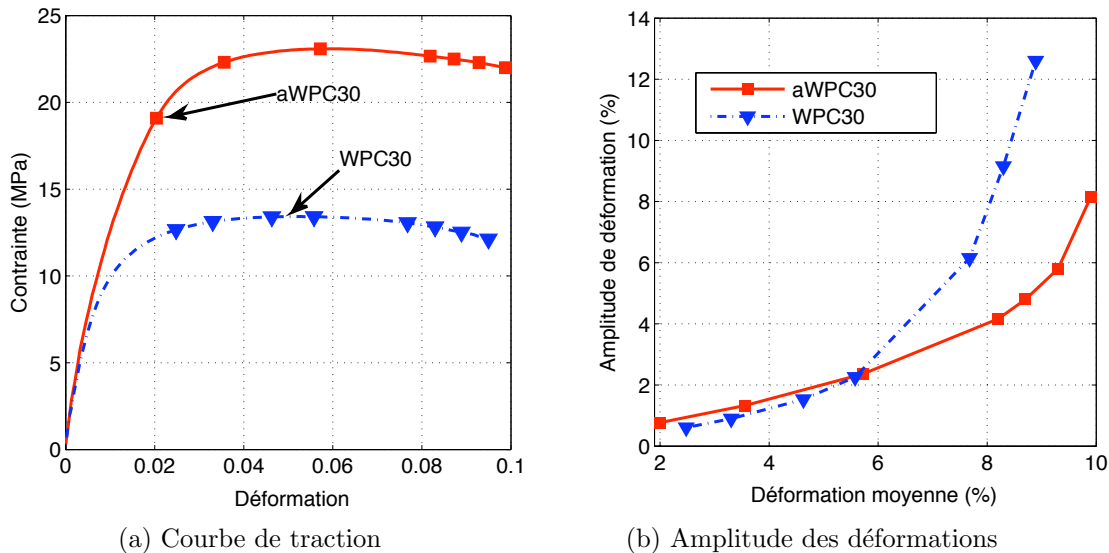 25
20
15
10
5
0
Contrainte (MPa)
aWPC30
WPC30
0 0.02 0.04 0.06 0.08 0.1
Déformation
(a) Courbe de traction
14
12
10
8
6
4
2
0
Amplitude de déformation (%)
aWPC30
WPC30
2 4 6 8 10
Déformation moyenne (%)
(b) Amplitude des déformations